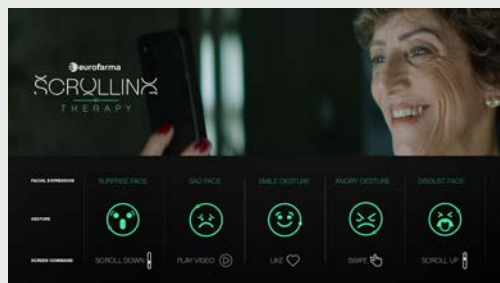 eurofarma
SCROLLING
THERAPY
FACIAL EXPRESSION
SURPRISE FACE
SAD FACE
SMILE GESTURE
ANGRY GESTURE
DISGUST FACE
GESTURE
SCREEN COMMAND
SCROLL DOWN
PLAY VIDEO
LIKE
SWIPE
SCROLL UP